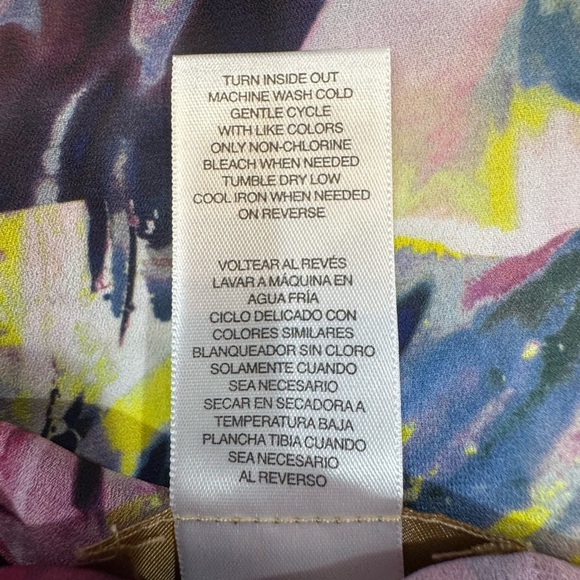 TURN INSIDE OUT
MACHINE WASH COLD
GENTLE CYCLE
WITH LIKE COLORS
ONLY NON-CHLORINE
BLEACH WHEN NEEDED
TUMBLE DRY LOW
COOL IRON WHEN NEEDED
ON REVERSE
VOLTEAR AL REVÉS
LAVAR A MÁQUINA EN
AGUA FRÍA
CICLO DELICADO CON
COLORES SIMILARES
BLANQUEADOR SIN CLORO
SOLAMENTE CUANDO
SEA NECESARIO
SECAR EN SECADORA A
TEMPERATURA BAJA
PLANCHA TIBIA CUANDO
SEA NECESARIO
AL REVERSO